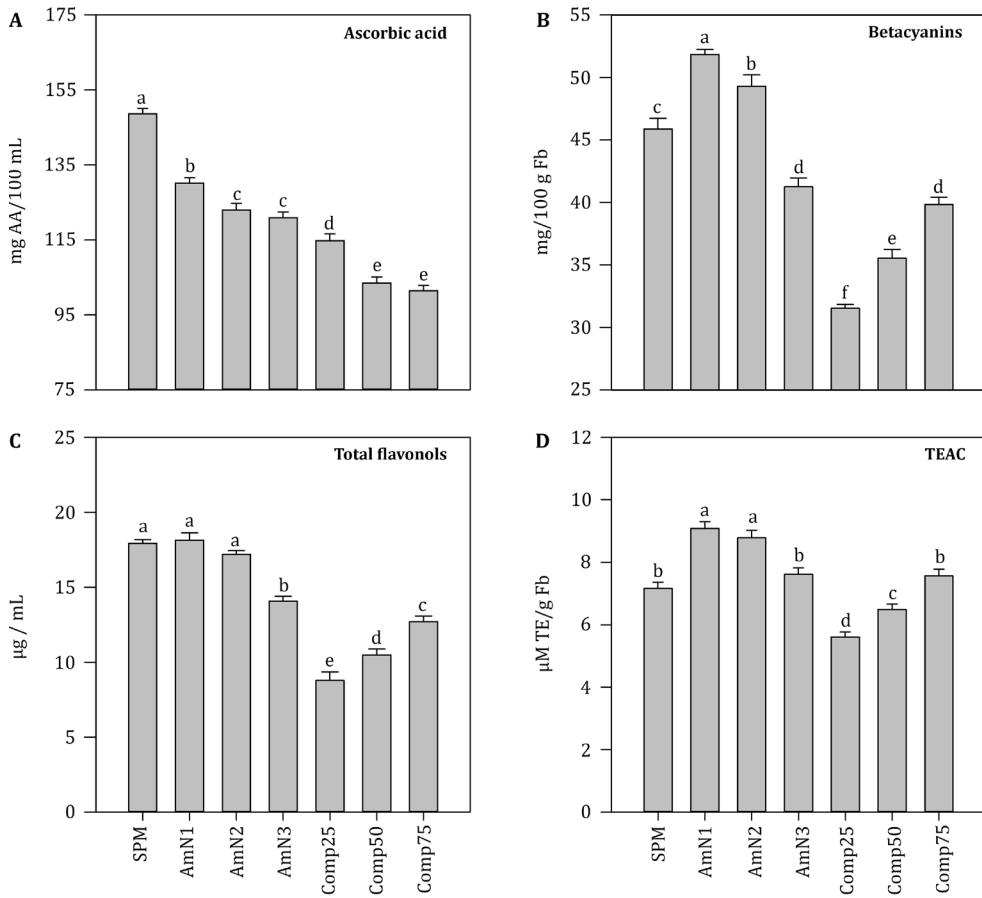 A
Ascorbic acid
mg AA/100 mL
175
155
135
115
95
75
a
b
c
c
d
e
e
B
Betacyanins
mg/100 g Fb
55
50
45
40
35
30
25
c
a
b
d
f
e
d
C
Total flavonols
µg / mL
25
20
15
10
5
0
a
a
a
b
e
d
c
SPM
AmN1
AmN2
AmN3
Comp25
Comp50
Comp75
D
TEAC
µM TE/g Fb
12
10
8
6
4
2
0
b
a
a
b
d
c
b
SPM
AmN1
AmN2
AmN3
Comp25
Comp50
Comp75